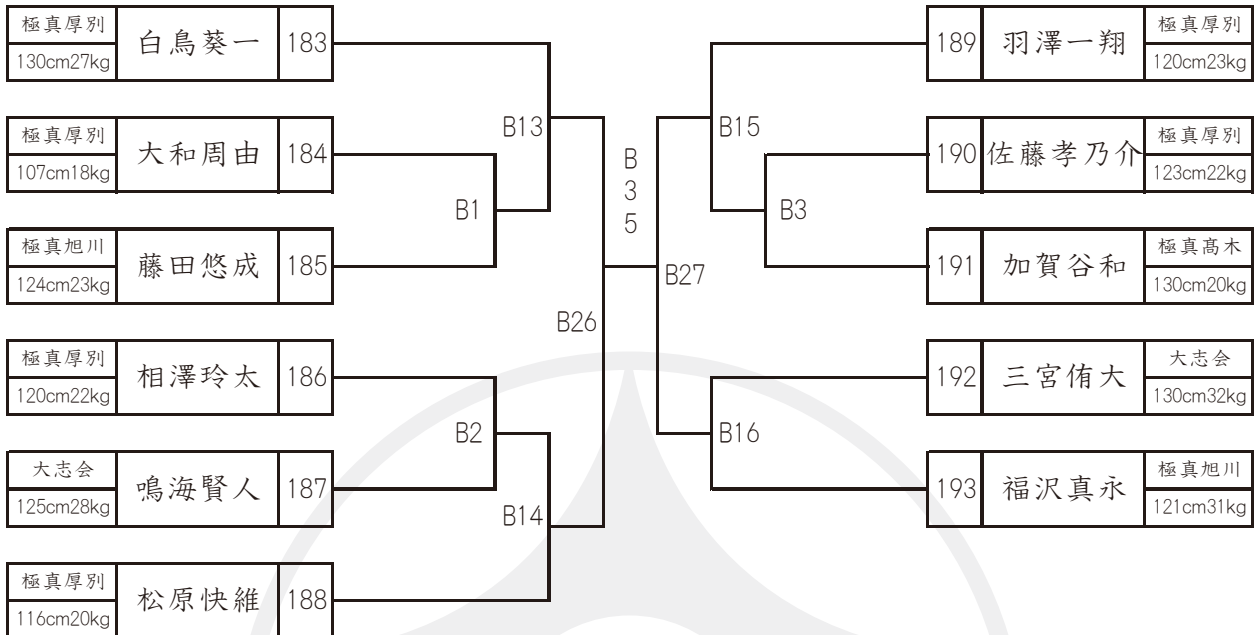 極真厚別
130cm27kg
白鳥葵一
183
極真厚別
107cm18kg
大和周由
184
極真旭川
124cm23kg
藤田悠成
185
極真厚別
120cm22kg
相澤玲太
186
大志会
125cm28kg
鳴海賢人
187
極真厚別
116cm20kg
松原快維
188
B13
B1
B2
B14
B26
B
3
5
B27
B15
B3
B16
189
羽澤一翔
極真厚別
120cm23kg
190
佐藤孝乃介
極真厚別
123cm22kg
191
加賀谷和
極真髙木
130cm20kg
192
三宮侑大
大志会
130cm32kg
193
福沢真永
極真旭川
121cm31kg